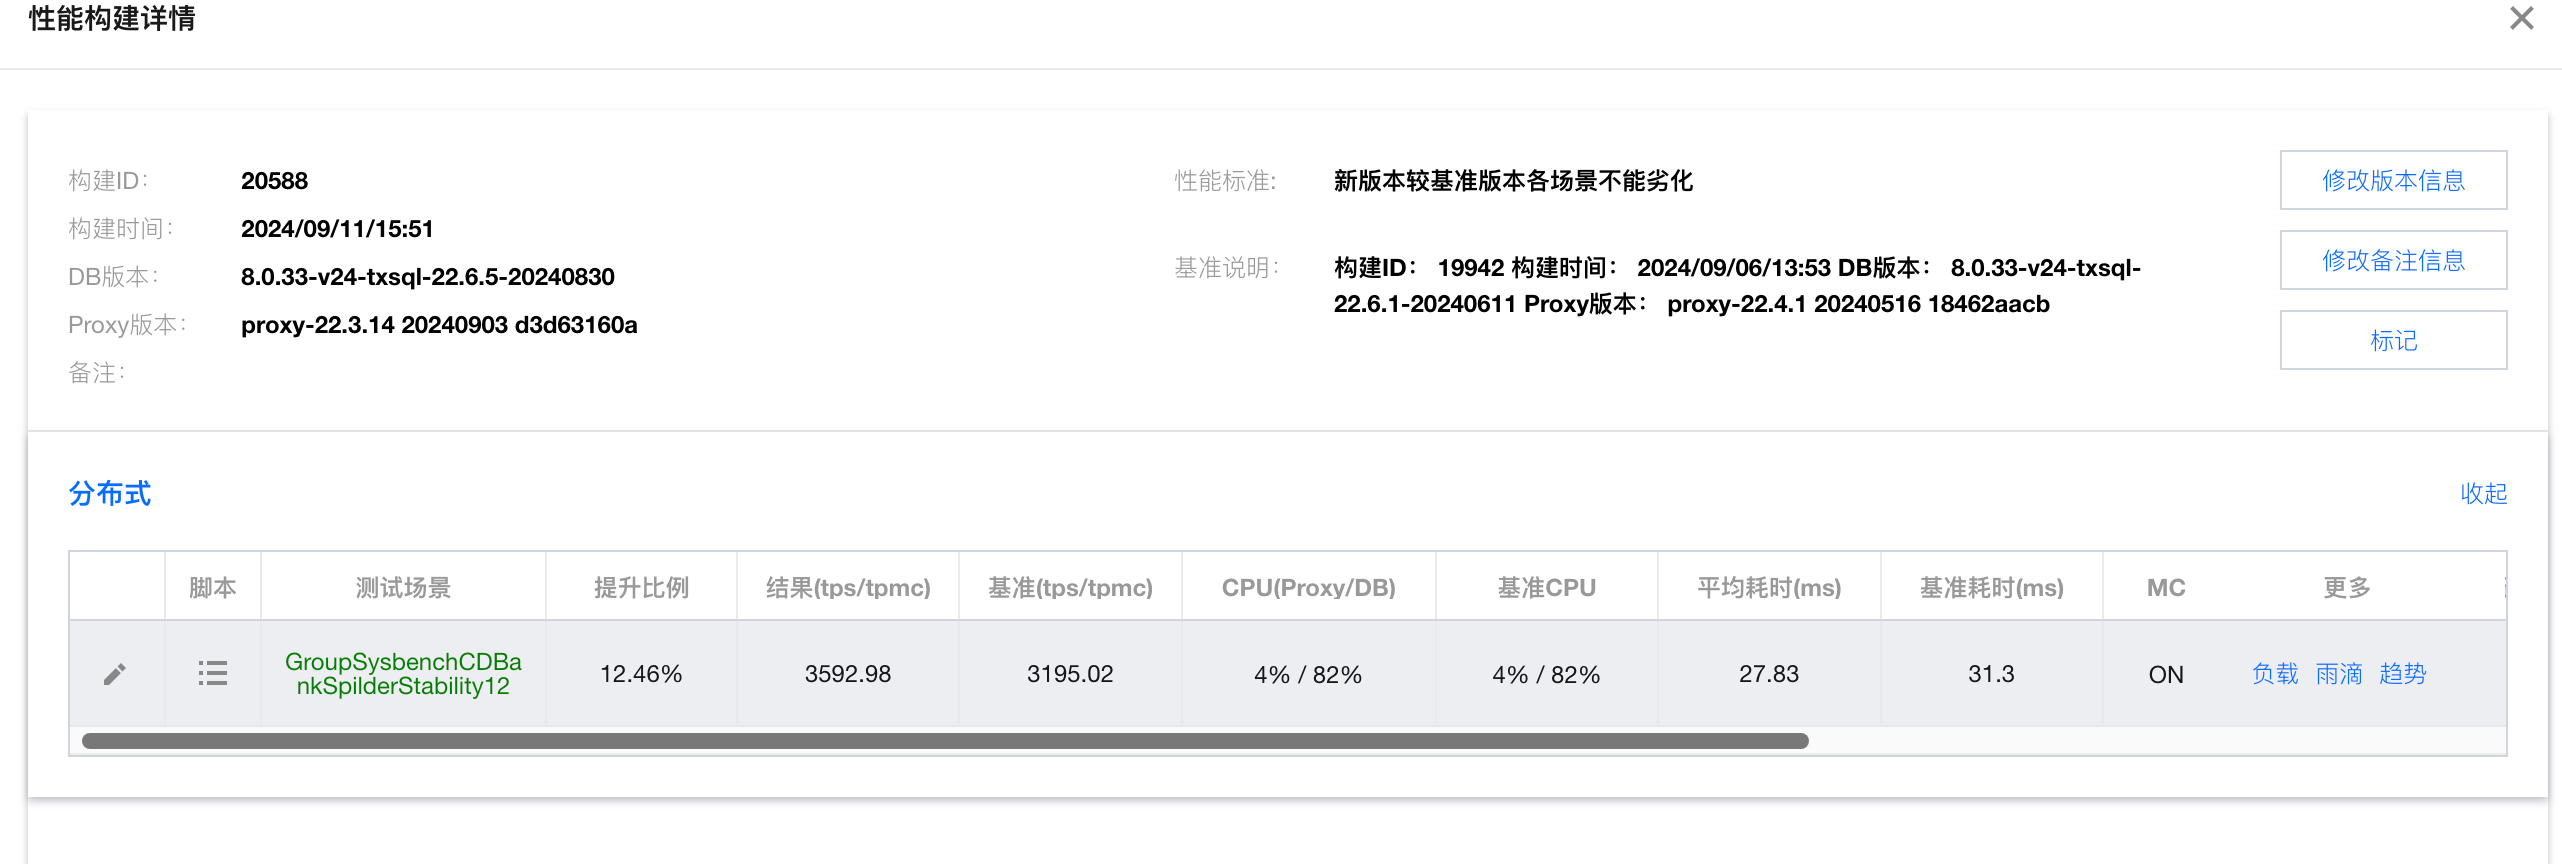 性能构建详情
构建ID： 20588
构建时间： 2024/09/11/15:51
DB版本： 8.0.33-v24-txsql-22.6.5-20240830
Proxy版本： proxy-22.3.14 20240903 d3d63160a
备注：
性能标准: 新版本较基准版本各场景不能劣化
基准说明： 构建ID： 19942 构建时间： 2024/09/06/13:53 DB版本： 8.0.33-v24-txsql-
22.6.1-20240611 Proxy版本： proxy-22.4.1 20240516 18462aacb
修改版本信息
修改备注信息
标记
分布式 收起
脚本 测试场景 提升比例 结果(tps/tpmc) 基准(tps/tpmc) CPU(Proxy/DB) 基准CPU 平均耗时(ms) 基准耗时(ms) MC 更多
GroupSysbenchCDBa
nkSpilderStability12 12.46% 3592.98 3195.02 4% / 82% 4% / 82% 27.83 31.3 ON 负载 雨滴 趋势